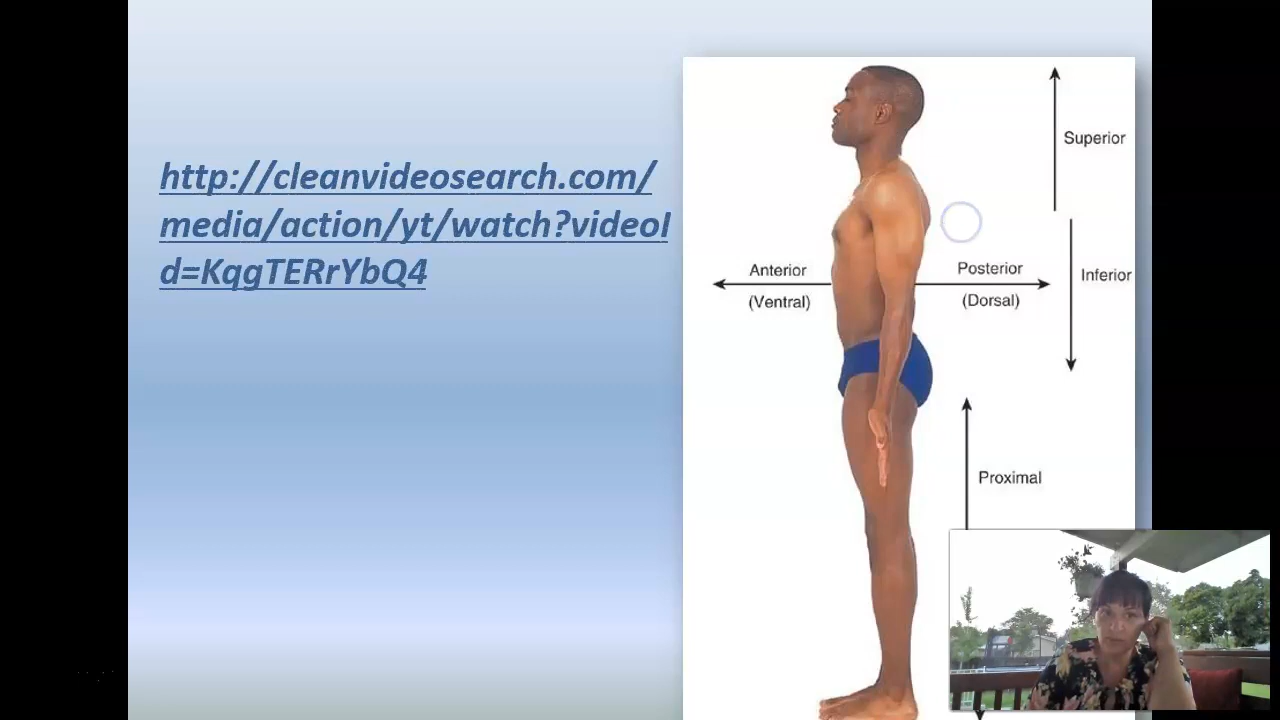 http://cleanvideosearch.com/
media/action/yt/watch?videoI
d=KqgTERrYbQ4
Superior
Anterior
(Ventral)
Posterior
(Dorsal)
Inferior
Proximal